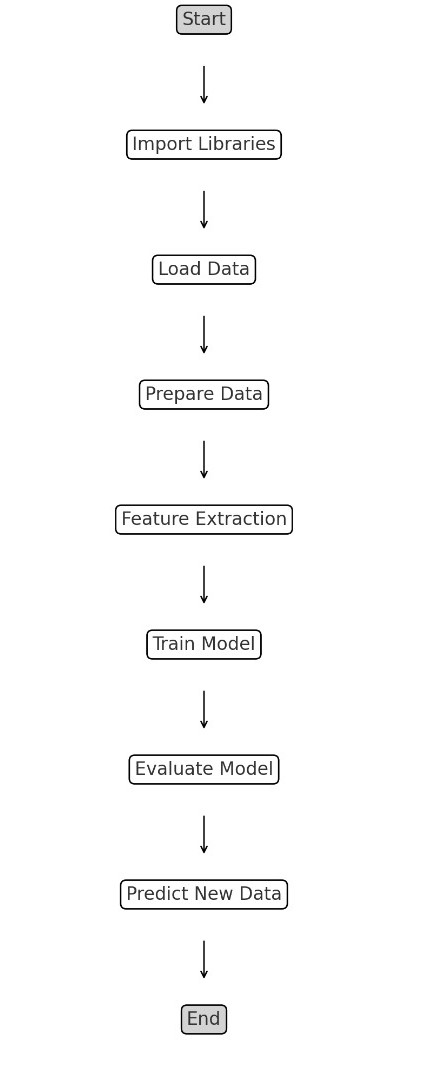 Start
Import Libraries
Load Data
Prepare Data
Feature Extraction
Train Model
Evaluate Model
Predict New Data
End